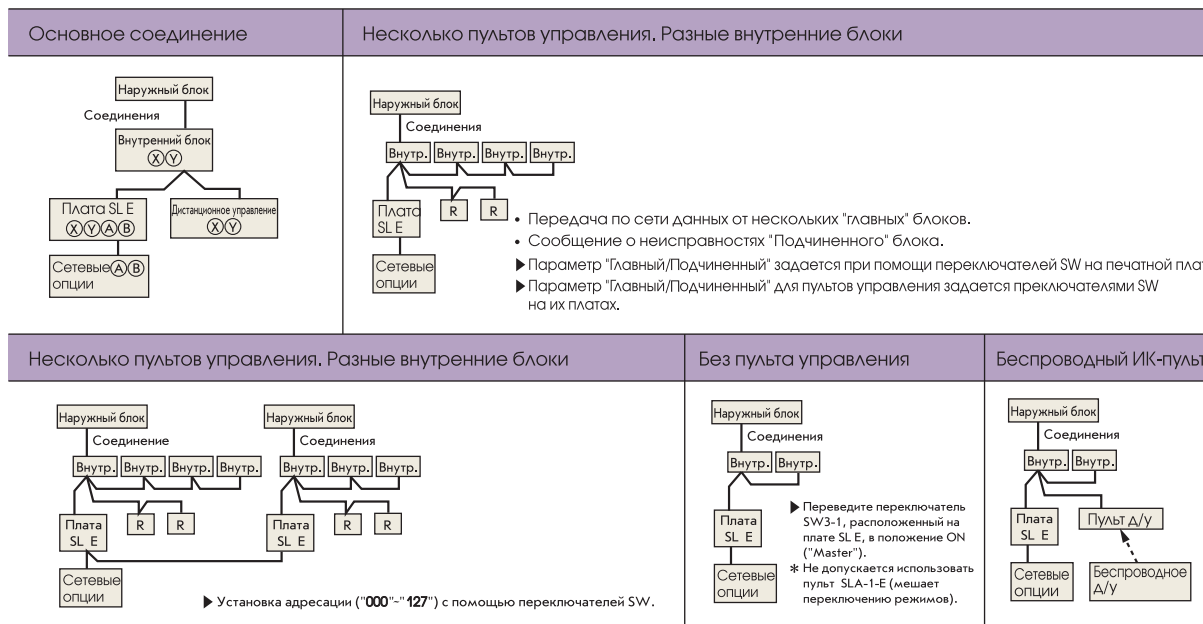 Основное соединение
Несколько пультов управления. Разные внутренние блоки
Наружный блок
Соединения
Внутренний блок
X Y
Плата SL E
X Y A B
Дистанционное управление
X Y
Сетевые A B
опции
Наружный блок
Соединения
Внутр. Внутр. Внутр. Внутр.
Плата
SL E
R R
Сетевые
опции
• Передача по сети данных от нескольких "главных" блоков.
• Сообщение о неисправностях "Подчиненного" блока.
▶ Параметр "Главный/Подчиненный" задается при помощи переключателей SW на печатной плат
▶ Параметр "Главный/Подчиненный" для пультов управления задается преключателями SW
на их платах.
Несколько пультов управления. Разные внутренние блоки
Без пульта управления
Беспроводный ИК-пульт
Наружный блок
Соединение
Внутр. Внутр. Внутр. Внутр.
Плата
SL E
R R
Сетевые
опции
Наружный блок
Соединения
Внутр. Внутр. Внутр.
Плата
SL E
R R
▶ Установка адресации ("000"~"127") с помощью переключателей SW.
Наружный блок
Соединения
Внутр. Внутр.
Плата
SL E
Сетевые
опции
▶ Переведите переключатель
SW3-1, расположенный на
плате SL E, в положение ON
("Master").
* Не допускается использовать
пульт SLA-1-E (мешает
переключению режимов).
Наружный блок
Соединения
Внутр. Внутр.
Плата
SL E
Пульт д/у
Сетевые
опции
Беспроводное
д/у